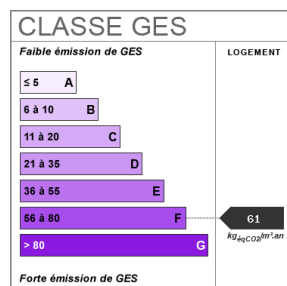 CLASSE GES
Faible émission de GES
LOGEMENT
≤ 5 A
6 à 10 B
11 à 20 C
21 à 35 D
36 à 55 E
56 à 80 F
61
kgéqCO2/m².an
> 80 G
Forte émission de GES